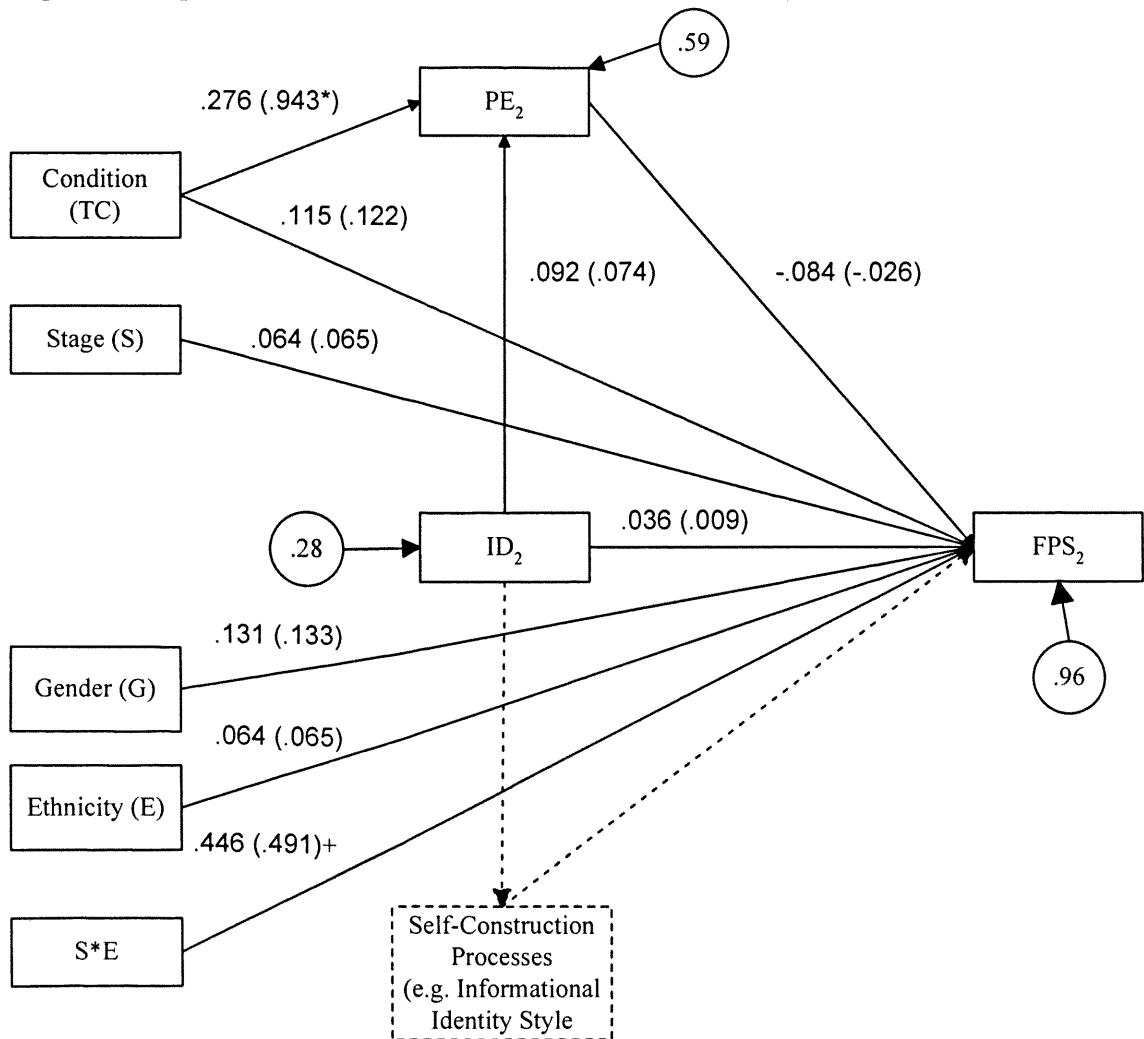 .59
PE₂
.276 (.943*)
Condition
(TC)
.115 (.122)
.092 (.074)
-.084 (-.026)
Stage (S)
.064 (.065)
.28
ID₂
.036 (.009)
FPS₂
.131 (.133)
Gender (G)
.96
.064 (.065)
Ethnicity (E)
.446 (.491)+
S*E
Self-Construction
Processes
(e.g. Informational
Identity Style